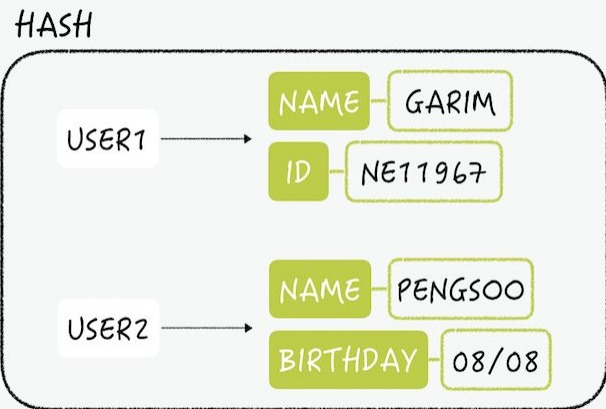 HASH
USER1
NAME GARIM
ID NE11967
USER2
NAME PENGSOO
BIRTHDAY 08/08